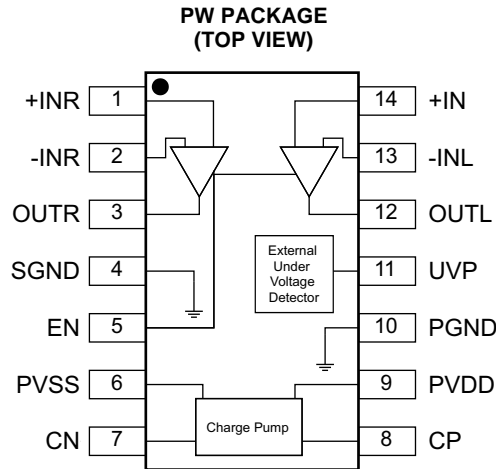 PW PACKAGE
(TOP VIEW)
+INR 1 14 +IN
-INR 2 13 -INL
OUTR 3 12 OUTL
SGND 4 11 UVP
External
Under
Voltage
Detector
EN 5 10 PGND
PVSS 6 9 PVDD
CN 7 8 CP
Charge Pump